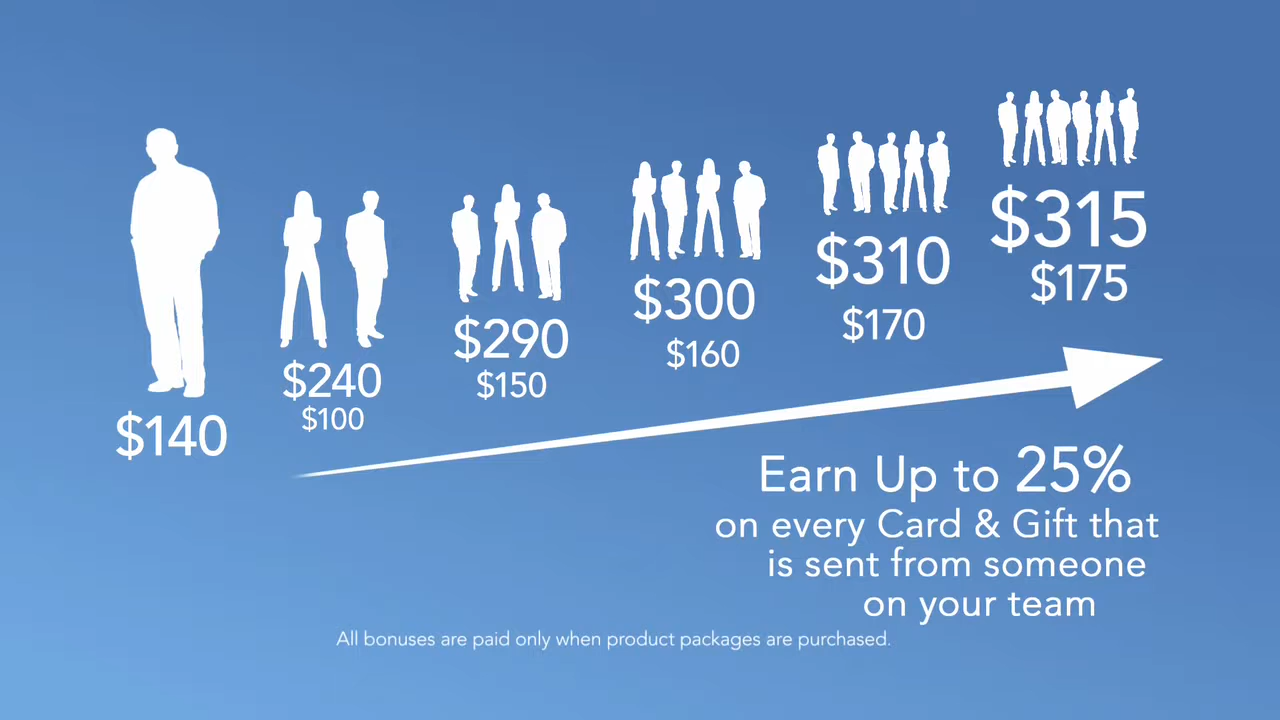 $140
$240
$100
$290
$150
$300
$160
$310
$170
$315
$175
Earn Up to 25%
on every Card & Gift that
is sent from someone
on your team
All bonuses are paid only when product packages are purchased.